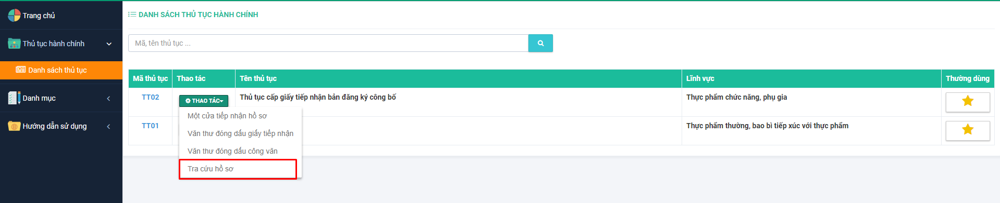 Trang chủ
Thủ tục hành chính
Danh sách thủ tục
Danh mục
Hướng dẫn sử dụng
DANH SÁCH THỦ TỤC HÀNH CHÍNH
Mã, tên thủ tục ...
Mã thủ tục Thao tác Tên thủ tục Lĩnh vực Thường dùng
TT02 THAO TÁC Thủ tục cấp giấy tiếp nhận bản đăng ký công bố Thực phẩm chức năng, phụ gia
Một cửa tiếp nhận hồ sơ
TT01 Thực phẩm thường, bao bì tiếp xúc với thực phẩm
Văn thư đóng dấu giấy tiếp nhận
Văn thư đóng dấu công văn
Tra cứu hồ sơ